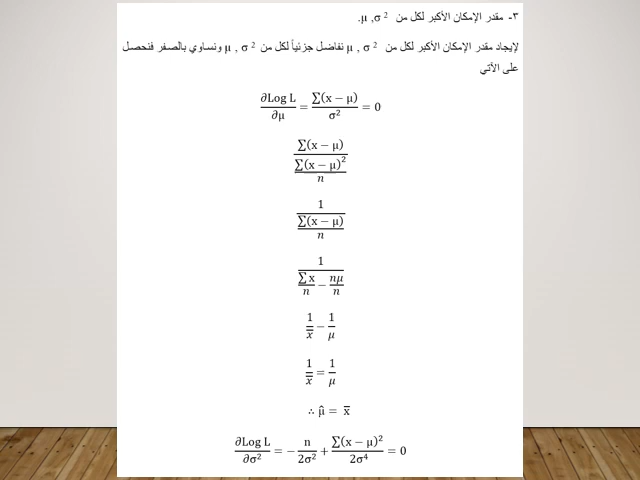 ٣- مقدر الإمكان الأكبر لكل من μ ,σ ².
لإيجاد مقدر الإمكان الأكبر لكل من μ , σ ² نفاضل جزئياً لكل من μ , σ ² ونساوي بالصفر فنحصل
على الآتي
∂Log L/∂μ = ∑(x − μ)/σ² = 0
∑(x − μ)/(∑(x − μ)²/n)
1/(∑(x − μ)/n)
1/(∑x/n − nμ/n)
1/x̅ − 1/μ
1/x̅ = 1/μ
∴ μ̂ = x̅
∂Log L/∂σ² = − n/2σ² + ∑(x − μ)²/2σ⁴ = 0